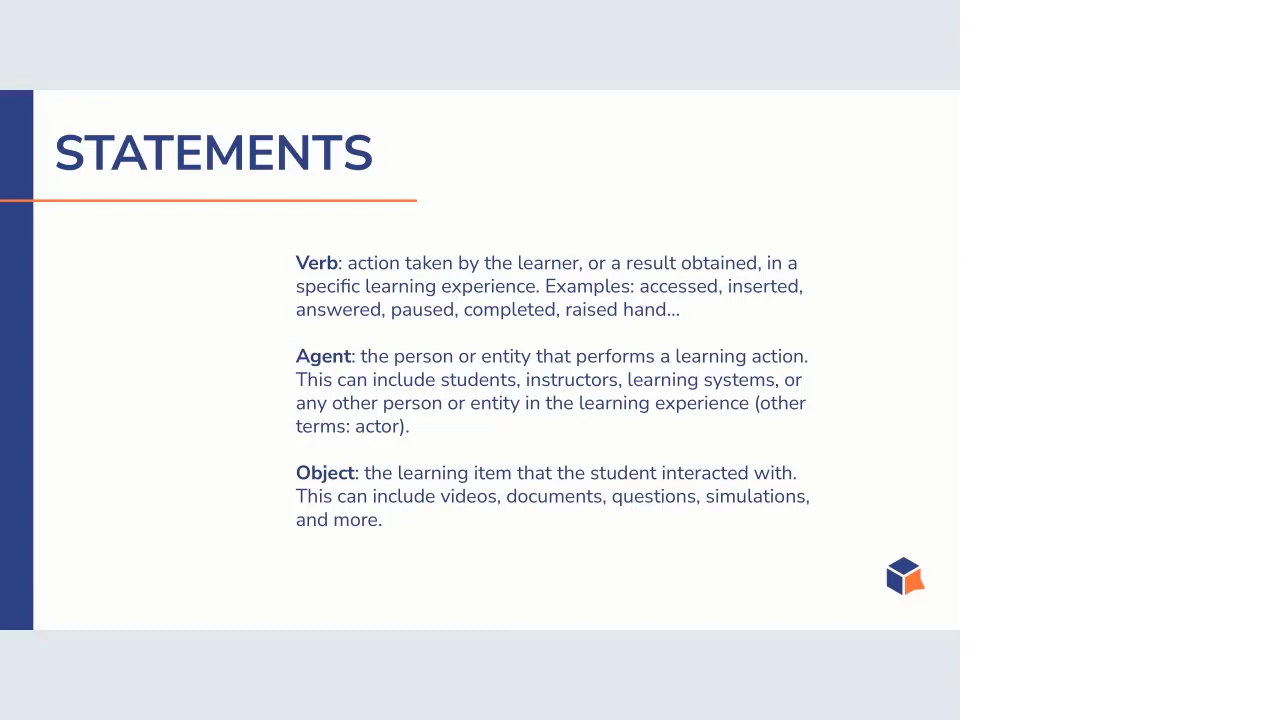 STATEMENTS
Verb: action taken by the learner, or a result obtained, in a
specific learning experience. Examples: accessed, inserted,
answered, paused, completed, raised hand...
Agent: the person or entity that performs a learning action.
This can include students, instructors, learning systems, or
any other person or entity in the learning experience (other
terms: actor).
Object: the learning item that the student interacted with.
This can include videos, documents, questions, simulations,
and more.